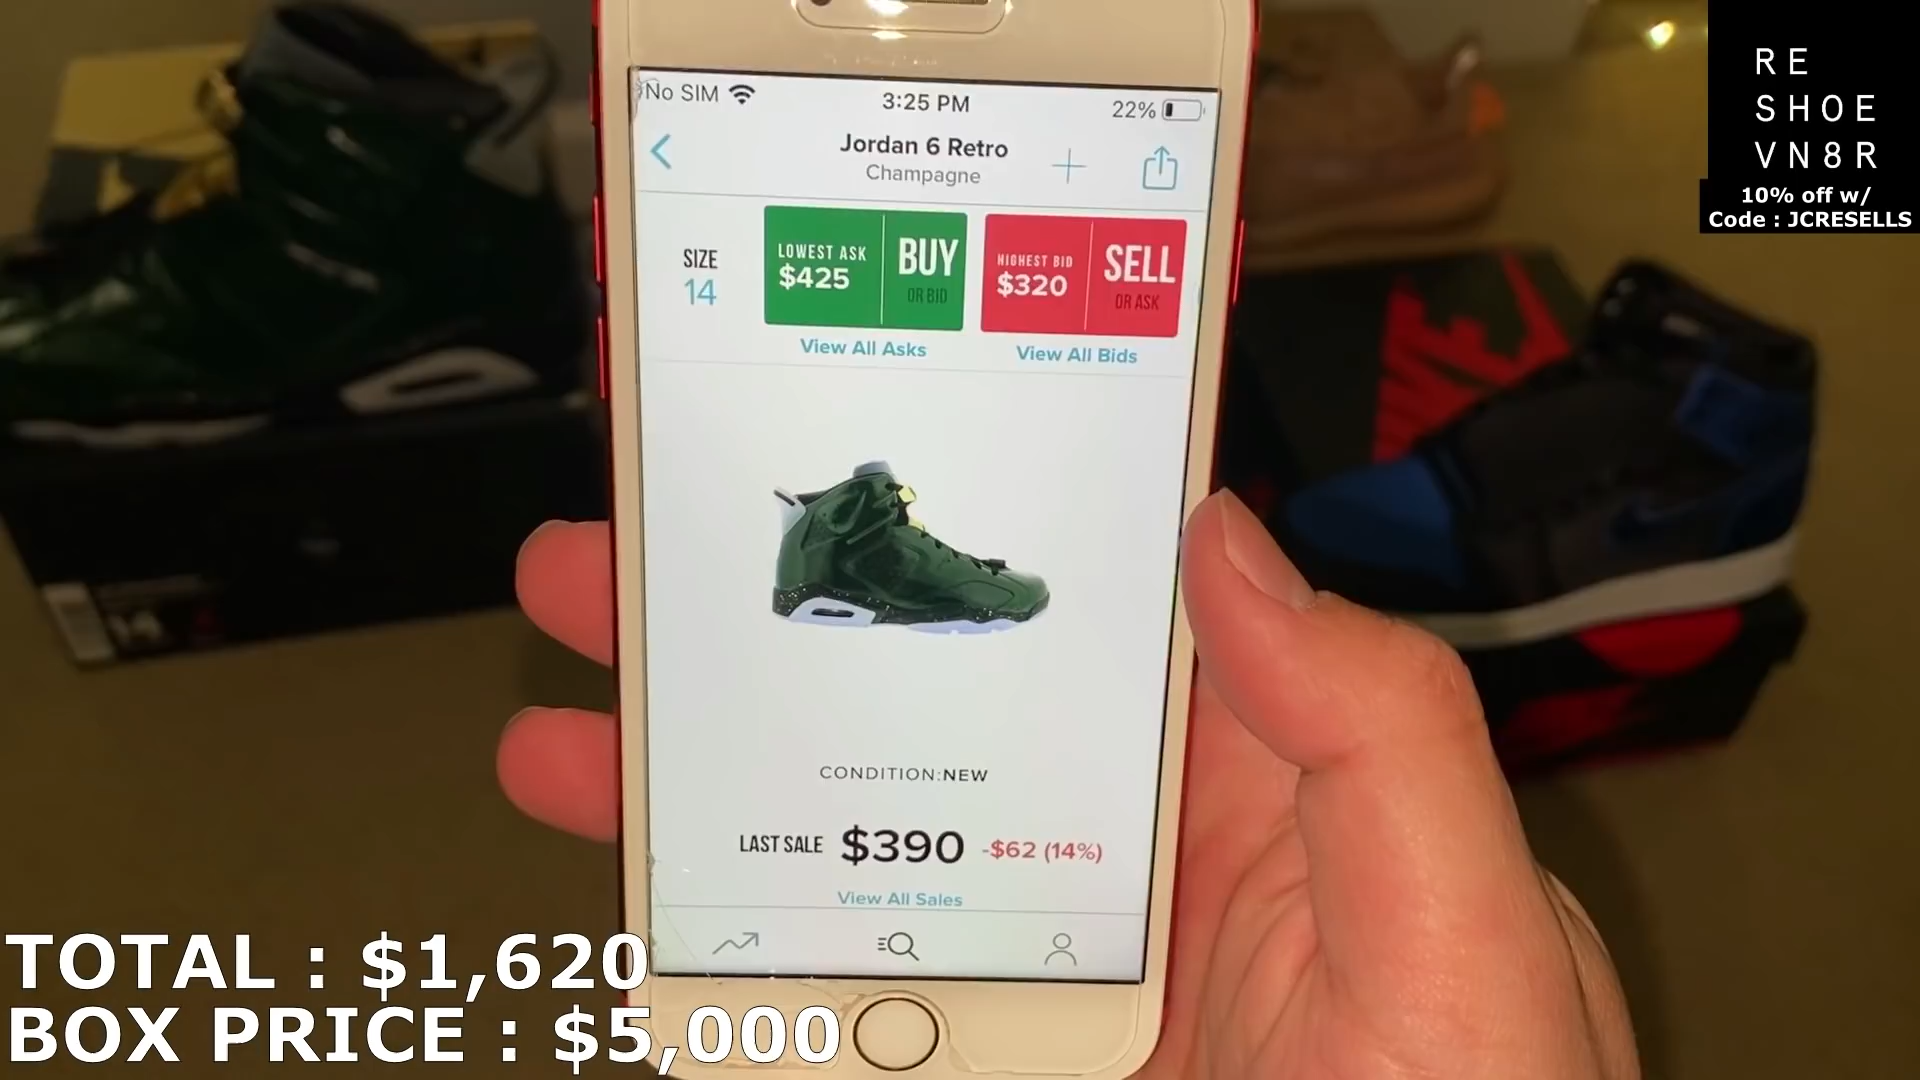 RE
SHOE
VN8R
10% off w/
Code : JCRESELLS
No SIM
3:25 PM
22%
Jordan 6 Retro
Champagne
SIZE
14
LOWEST ASK
$425
BUY
OR BID
HIGHEST BID
$320
SELL
OR ASK
View All Asks
View All Bids
CONDITION:NEW
LAST SALE $390 -$62 (14%)
View All Sales
TOTAL : $1,620
BOX PRICE : $5,000
14